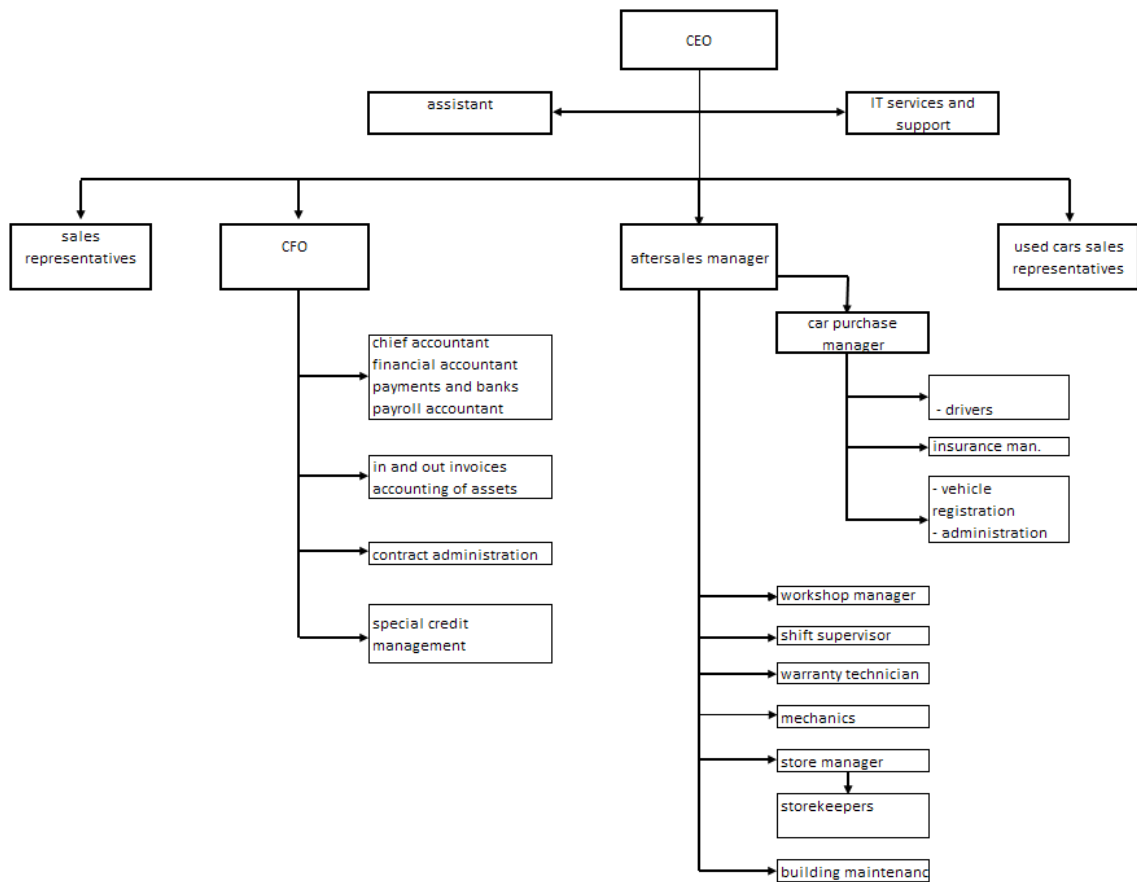 CEO
assistant
IT services and
support
sales
representatives
CFO
aftersales manager
used cars sales
representatives
car purchase
manager
chief accountant
financial accountant
payments and banks
payroll accountant
- drivers
insurance man.
in and out invoices
accounting of assets
- vehicle
registration
- administration
contract administration
special credit
management
workshop manager
shift supervisor
warranty technician
mechanics
store manager
storekeepers
building maintenanc